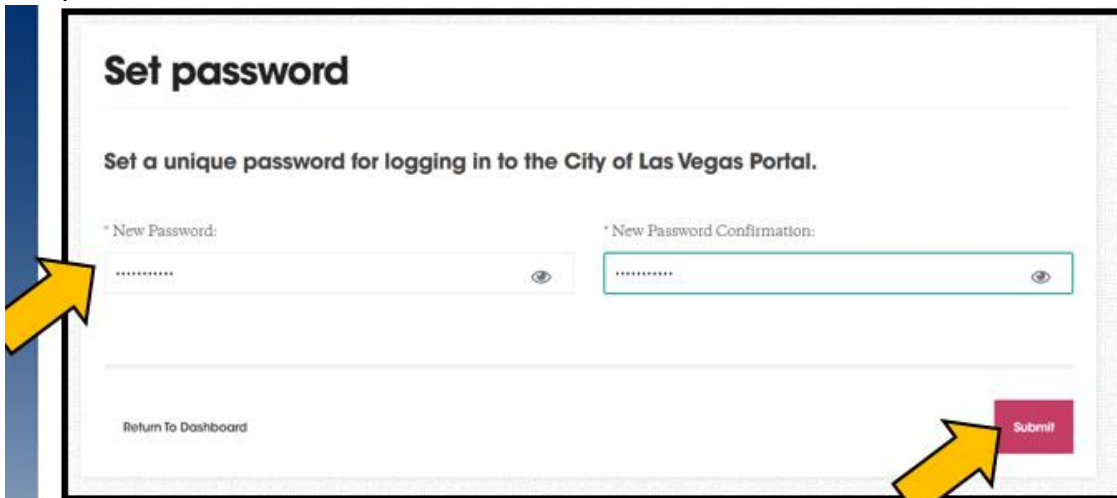 Set password
Set a unique password for logging in to the City of Las Vegas Portal.
* New Password:
* New Password Confirmation:
•••••••••••
•••••••••••
Return To Dashboard
Submit